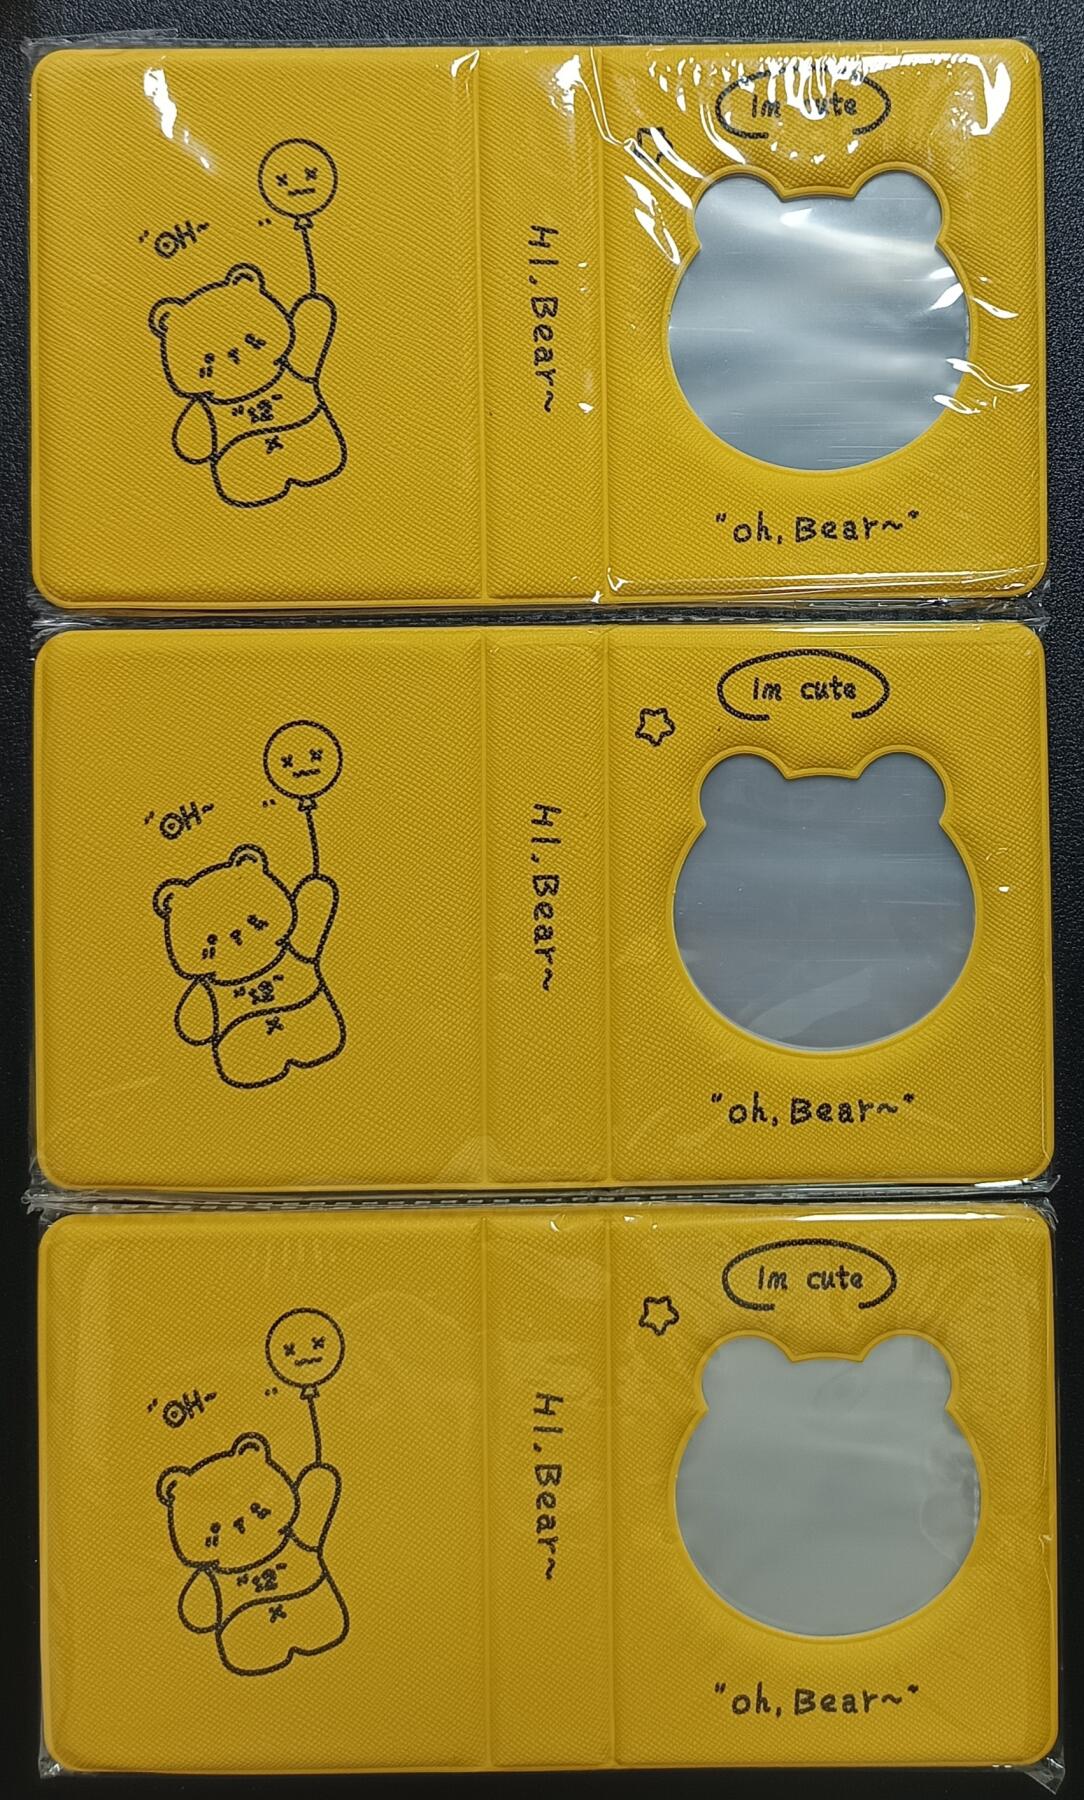 "OH~
HI.Bear~
Im cute
"oh, Bear~"
"OH~
HI.Bear~
Im cute
"oh, Bear~"
"OH~
HI.Bear~
Im cute
"oh, Bear~"